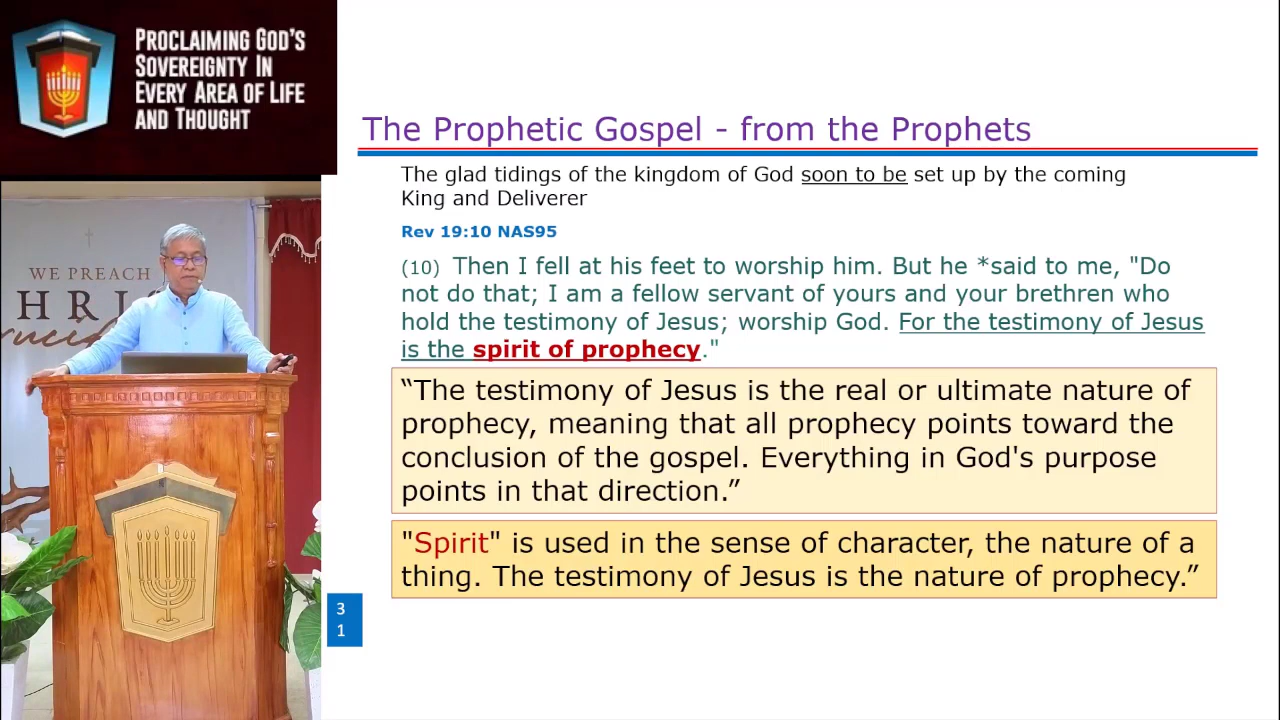 PROCLAIMING GOD'S
SOVEREIGNTY IN
EVERY AREA OF LIFE
AND THOUGHT
WE PREACH
The Prophetic Gospel - from the Prophets
The glad tidings of the kingdom of God soon to be set up by the coming
King and Deliverer
Rev 19:10 NAS95
(10) Then I fell at his feet to worship him. But he *said to me, "Do
not do that; I am a fellow servant of yours and your brethren who
hold the testimony of Jesus; worship God. For the testimony of Jesus
is the spirit of prophecy."
“The testimony of Jesus is the real or ultimate nature of
prophecy, meaning that all prophecy points toward the
conclusion of the gospel. Everything in God's purpose
points in that direction.”
"Spirit" is used in the sense of character, the nature of a
thing. The testimony of Jesus is the nature of prophecy.”
3
1